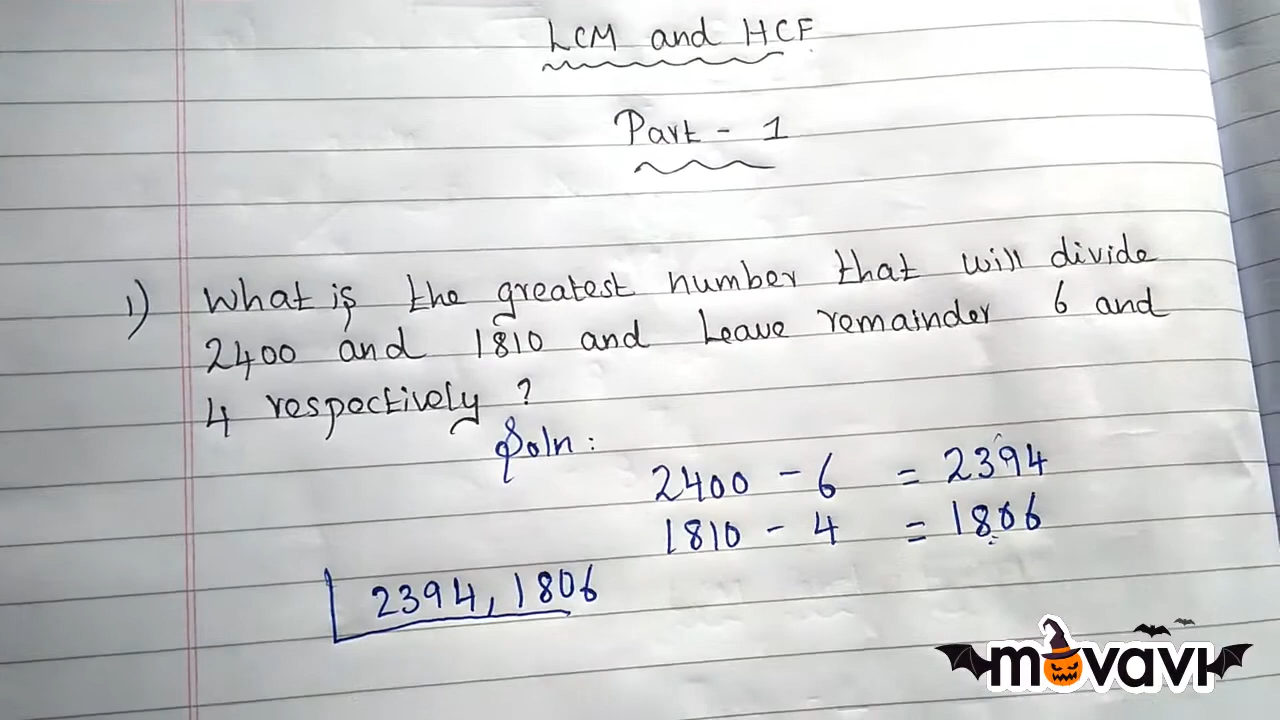 LCM and HCF
Part - 1
1) What is the greatest number that will divide
2400 and 1810 and Leave remainder 6 and
4 respectively ?
Soln :
2400 - 6 = 2394
1810 - 4 = 1806
2394, 1806
movavi